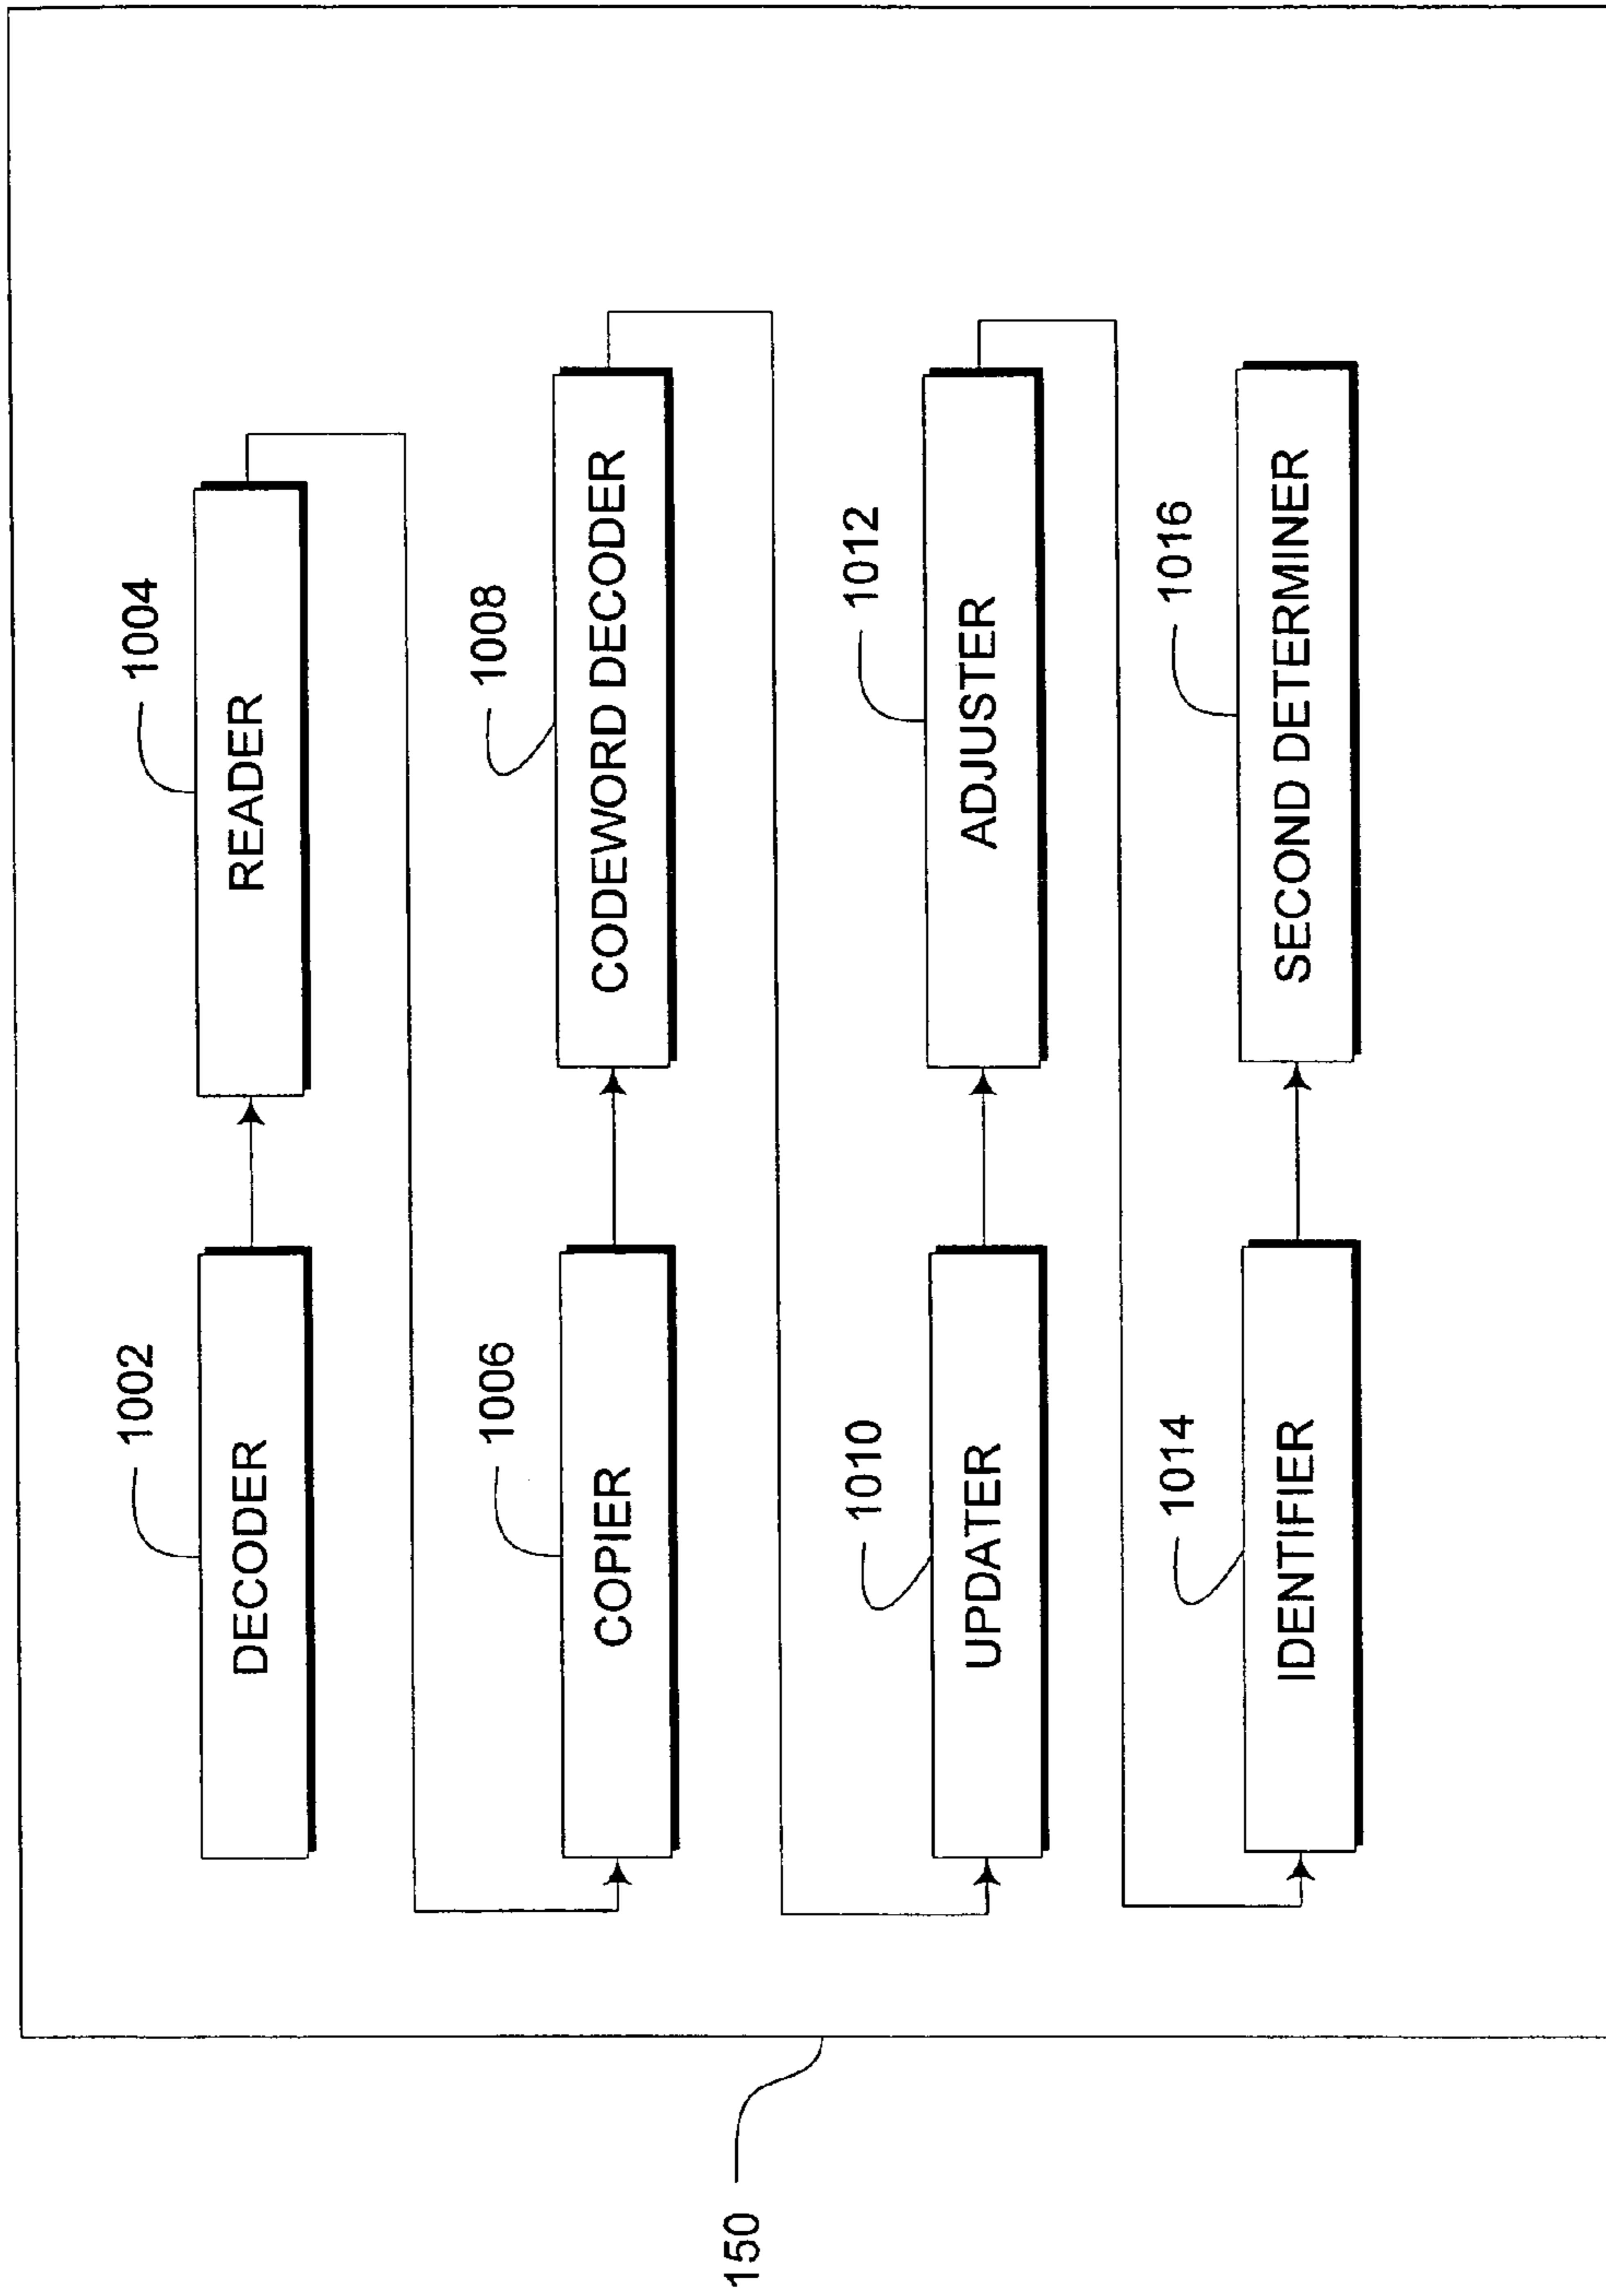 1002
DECODER
1004
READER
1006
COPIER
1008
CODEWORD DECODER
1010
UPDATER
1012
ADJUSTER
1014
IDENTIFIER
1016
SECOND DETERMINER
150